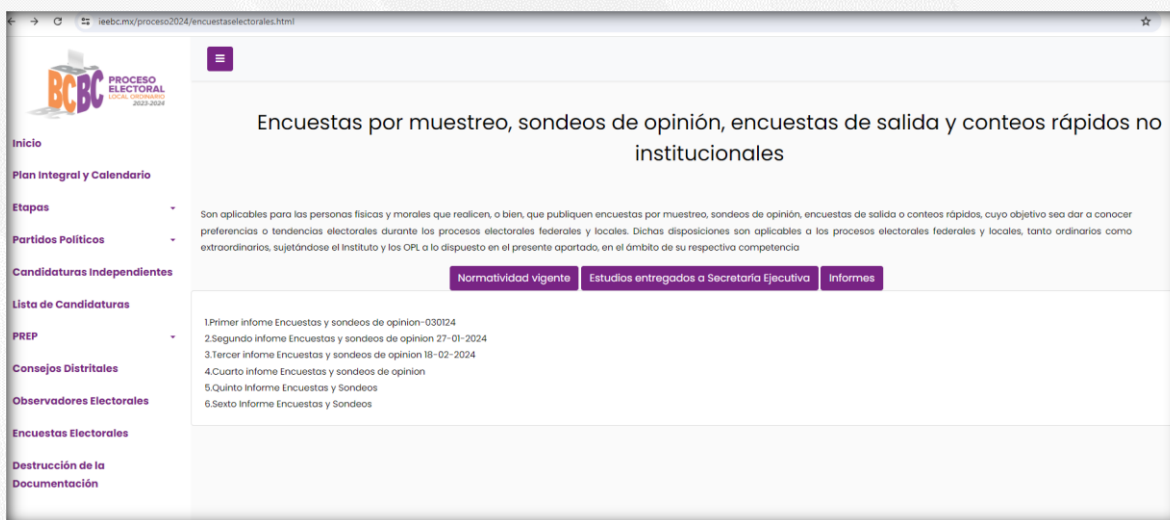 ieebc.mx/proceso2024/encuestaselectorales.html
BCBC PROCESO
ELECTORAL
LOCAL ORDINARIO
2023-2024
Inicio
Plan Integral y Calendario
Etapas
Partidos Políticos
Candidaturas Independientes
Lista de Candidaturas
PREP
Consejos Distritales
Observadores Electorales
Encuestas Electorales
Destrucción de la
Documentación
Encuestas por muestreo, sondeos de opinión, encuestas de salida y conteos rápidos no
institucionales
Son aplicables para las personas físicas y morales que realicen, o bien, que publiquen encuestas por muestreo, sondeos de opinión, encuestas de salida o conteos rápidos, cuyo objetivo sea dar a conocer
preferencias o tendencias electorales durante los procesos electorales federales y locales. Dichas disposiciones son aplicables a los procesos electorales federales y locales, tanto ordinarios como
extraordinarios, sujetándose el Instituto y los OPL a lo dispuesto en el presente apartado, en el ámbito de su respectiva competencia
Normatividad vigente Estudios entregados a Secretaría Ejecutiva Informes
1.Primer infome Encuestas y sondeos de opinion-030124
2.Segundo infome Encuestas y sondeos de opinion 27-01-2024
3.Tercer infome Encuestas y sondeos de opinion 18-02-2024
4.Cuarto infome Encuestas y sondeos de opinion
5.Quinto Informe Encuestas y Sondeos
6.Sexto Informe Encuestas y Sondeos